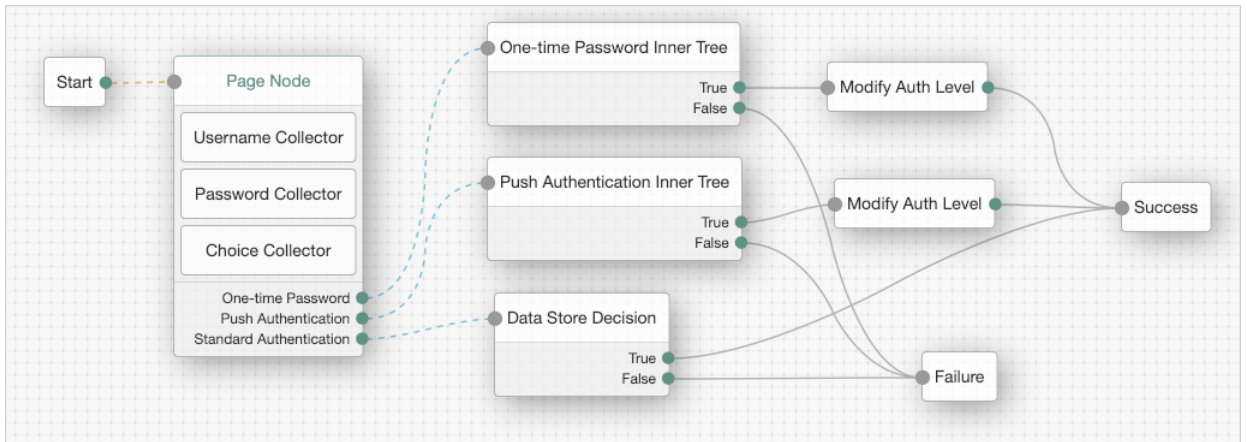 Start
Page Node
Username Collector
Password Collector
Choice Collector
One-time Password
Push Authentication
Standard Authentication
One-time Password Inner Tree
True
False
Push Authentication Inner Tree
True
False
Data Store Decision
True
False
Modify Auth Level
Modify Auth Level
Success
Failure